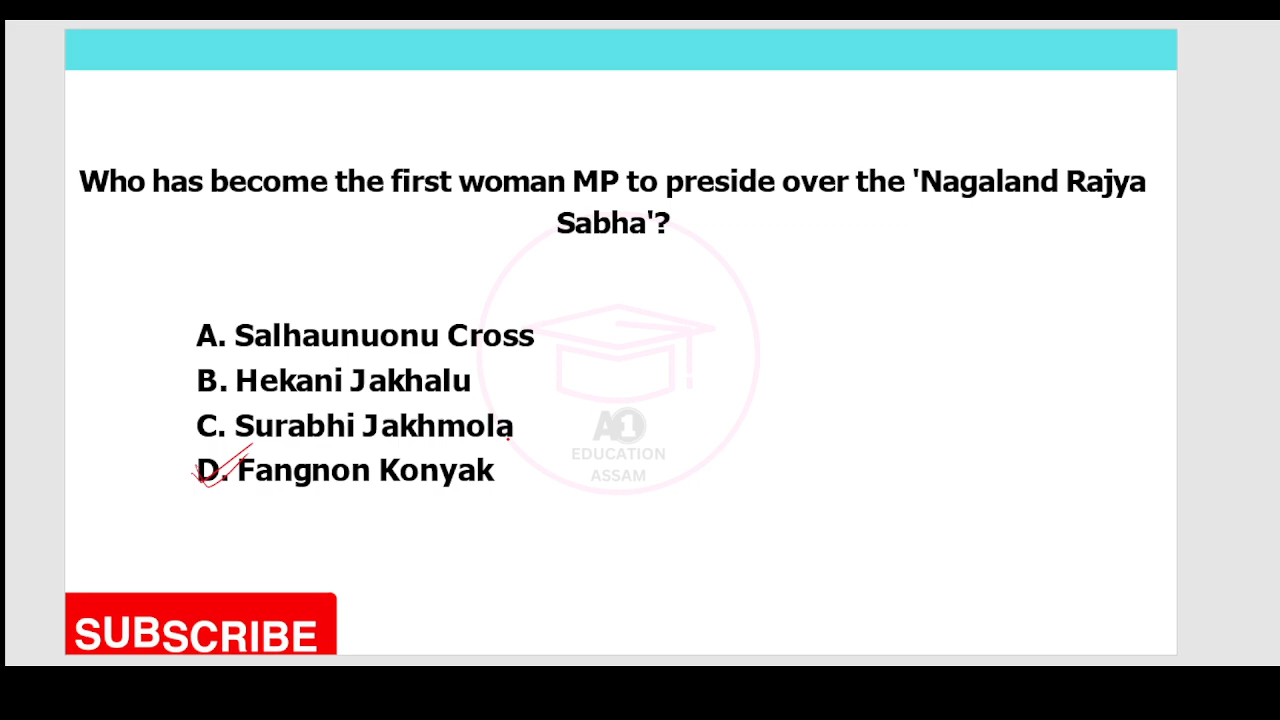 Who has become the first woman MP to preside over the 'Nagaland Rajya
Sabha'?
A. Salhaunuonu Cross
B. Hekani Jakhalu
C. Surabhi Jakhmola
D. Fangnon Konyak
A1
EDUCATION
ASSAM
SUBSCRIBE